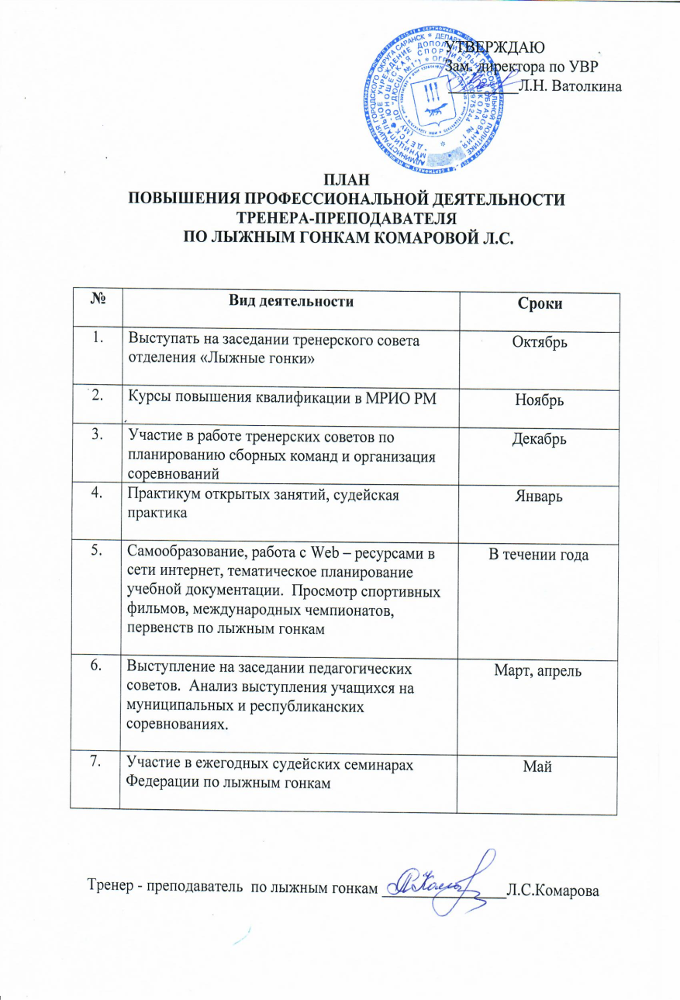 УТВЕРЖДАЮ
Зам. директора по УВР
__________Л.Н. Ватолкина
ПЛАН
ПОВЫШЕНИЯ ПРОФЕССИОНАЛЬНОЙ ДЕЯТЕЛЬНОСТИ
ТРЕНЕРА-ПРЕПОДАВАТЕЛЯ
ПО ЛЫЖНЫМ ГОНКАМ КОМАРОВОЙ Л.С.
№ Вид деятельности Сроки
1. Выступать на заседании тренерского совета Октябрь
отделения «Лыжные гонки»
2. Курсы повышения квалификации в МРИО РМ Ноябрь
3. Участие в работе тренерских советов по Декабрь
планированию сборных команд и организация
соревнований
4. Практикум открытых занятий, судейская Январь
практика
5. Самообразование, работа с Web – ресурсами в В течении года
сети интернет, тематическое планирование
учебной документации. Просмотр спортивных
фильмов, международных чемпионатов,
первенств по лыжным гонкам
6. Выступление на заседании педагогических Март, апрель
советов. Анализ выступления учащихся на
муниципальных и республиканских
соревнованиях.
7. Участие в ежегодных судейских семинарах Май
Федерации по лыжным гонкам
Тренер - преподаватель по лыжным гонкам ________________Л.С.Комарова